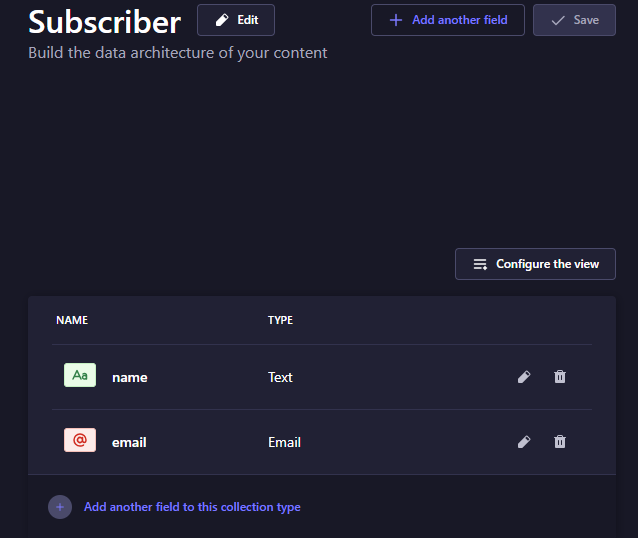 Subscriber
Edit
Add another field
Save
Build the data architecture of your content
Configure the view
NAME TYPE
Aa name Text
@ email Email
+ Add another field to this collection type